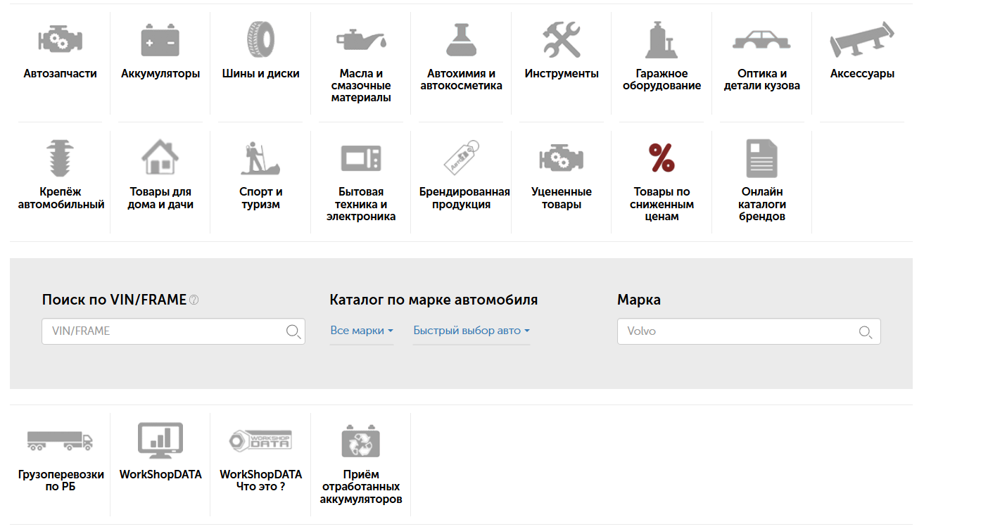 Автозапчасти
Аккумуляторы
Шины и диски
Масла и
смазочные
материалы
Автохимия и
автокосметика
Инструменты
Гаражное
оборудование
Оптика и
детали кузова
Аксессуары
Крепёж
автомобильный
Товары для
дома и дачи
Спорт и
туризм
Бытовая
техника и
электроника
Брендированная
продукция
Уцененные
товары
%
Товары по
сниженным
ценам
Онлайн
каталоги
брендов
Поиск по VIN/FRAME ?
VIN/FRAME
Каталог по марке автомобиля
Все марки
Быстрый выбор авто
Марка
Volvo
Грузоперевозки
по РБ
WorkShopDATA
WORKSHOP
DATA
WorkShopDATA
Что это ?
Приём
отработанных
аккумуляторов